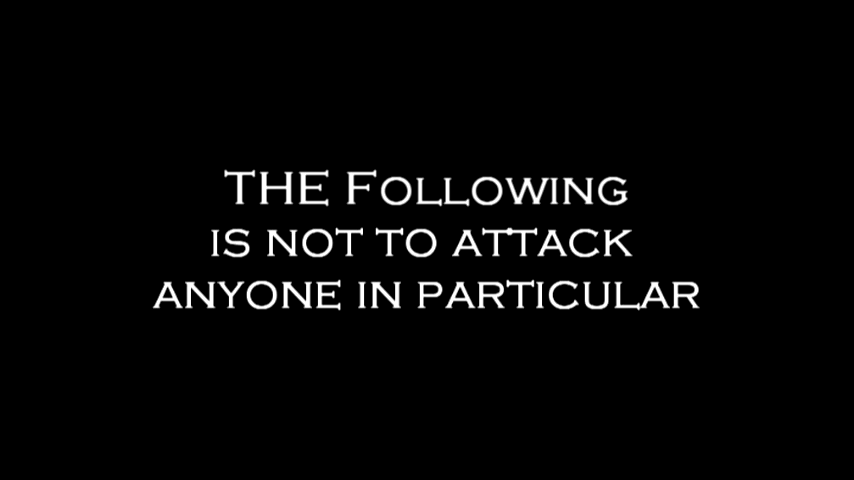 THE FOLLOWING
IS NOT TO ATTACK
ANYONE IN PARTICULAR